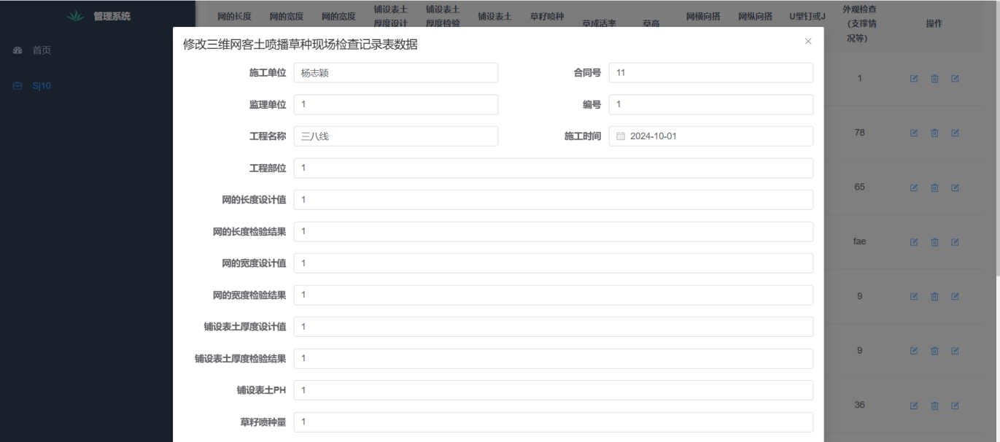 管理系统
首页
Sj10
网的长度 网的宽度 网的宽度 铺设表土 铺设表土 铺设表土 草籽喷种 草成活率 草高 网横向搭 网纵向搭 U型钉或J 外观检查 操作
厚度设计 厚度检验 (支撑情
况等)
修改三维网客土喷播草种现场检查记录表数据
施工单位 杨志颖 合同号 11
监理单位 1 编号 1
工程名称 三八线 施工时间 2024-10-01
工程部位 1
网的长度设计值 1
网的长度检验结果 1
网的宽度设计值 1
网的宽度检验结果 1
铺设表土厚度设计值 1
铺设表土厚度检验结果 1
铺设表土PH 1
草籽喷种量 1
1
78
65
fae
9
9
36